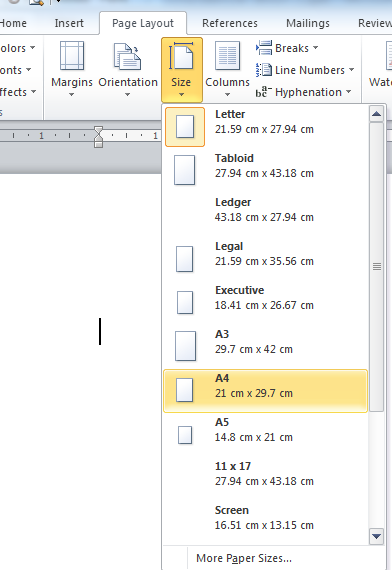 Home Insert Page Layout References Mailings
olors Breaks
onts Margins Orientation Size Columns Line Numbers
ffects Hyphenation
1 1
Letter
21.59 cm x 27.94 cm
Tabloid
27.94 cm x 43.18 cm
Ledger
43.18 cm x 27.94 cm
Legal
21.59 cm x 35.56 cm
Executive
18.41 cm x 26.67 cm
A3
29.7 cm x 42 cm
A4
21 cm x 29.7 cm
A5
14.8 cm x 21 cm
11 x 17
27.94 cm x 43.18 cm
Screen
16.51 cm x 13.15 cm
More Paper Sizes...